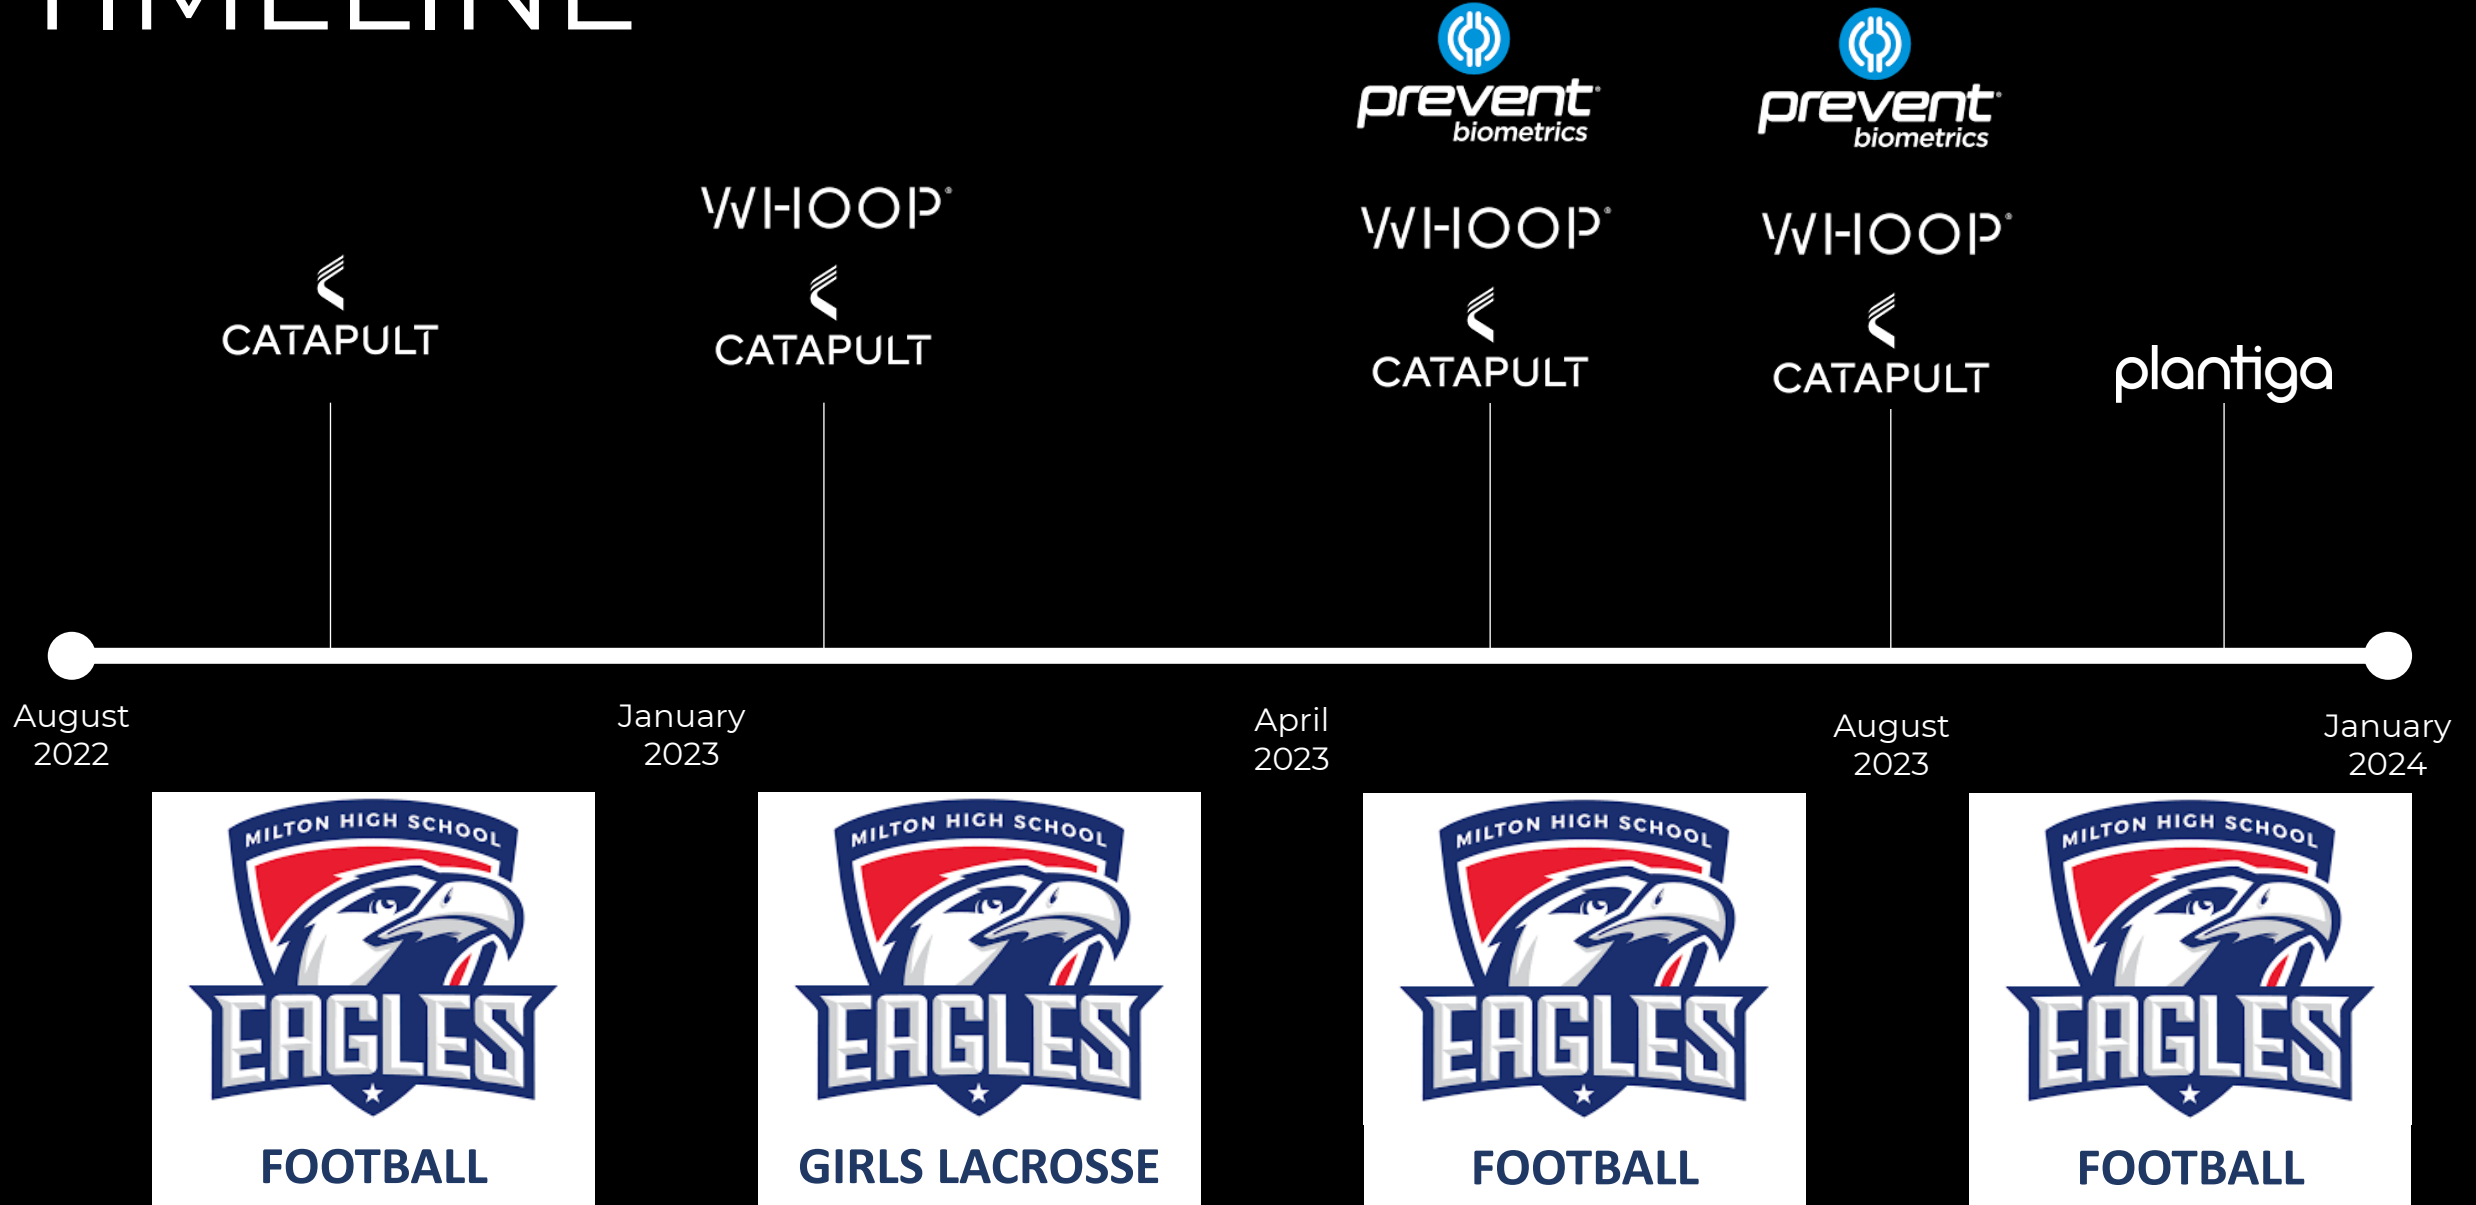 TIMELINE
prevent
biometrics
prevent
biometrics
WHOOP
WHOOP
WHOOP
CATAPULT
CATAPULT
CATAPULT
CATAPULT
plantiga
August
2022
January
2023
April
2023
August
2023
January
2024
MILTON HIGH SCHOOL
EAGLES
FOOTBALL
MILTON HIGH SCHOOL
EAGLES
GIRLS LACROSSE
MILTON HIGH SCHOOL
EAGLES
FOOTBALL
MILTON HIGH SCHOOL
EAGLES
FOOTBALL